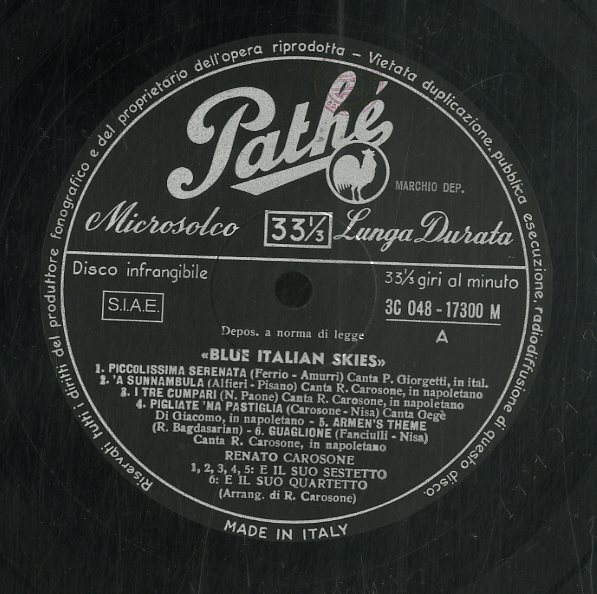 Riservati tutti i diritti del produttore fonografico e del proprietario dell'opera riprodotta – Vietata duplicazione, pubblica esecuzione, radiodiffusione di questo disco.
Pathé
MARCHIO DEP.
Microsolco 33⅓ Lunga Durata
Disco infrangibile 33⅓ giri al minuto
S.I.A.E. 3C 048 - 17300 M
A
Depos. a norma di legge
«BLUE ITALIAN SKIES»
1. PICCOLISSIMA SERENATA (Ferrio - Amurri) Canta P. Giorgetti, in ital.
2. 'A SUNNAMBULA (Alfieri - Pisano) Canta R. Carosone, in napoletano
3. I TRE CUMPARI (N. Paone) Canta R. Carosone, in napoletano
4. PIGLIATE 'NA PASTIGLIA (Carosone - Nisa) Canta Gegè
Di Giacomo, in napoletano - 5. ARMEN'S THEME
(R. Bagdasarian) - 6. GUAGLIONE (Fanciulli - Nisa)
Canta R. Carosone, in napoletano
RENATO CAROSONE
1, 2, 3, 4, 5: E IL SUO SESTETTO
6: E IL SUO QUARTETTO
(Arrang. di R. Carosone)
MADE IN ITALY